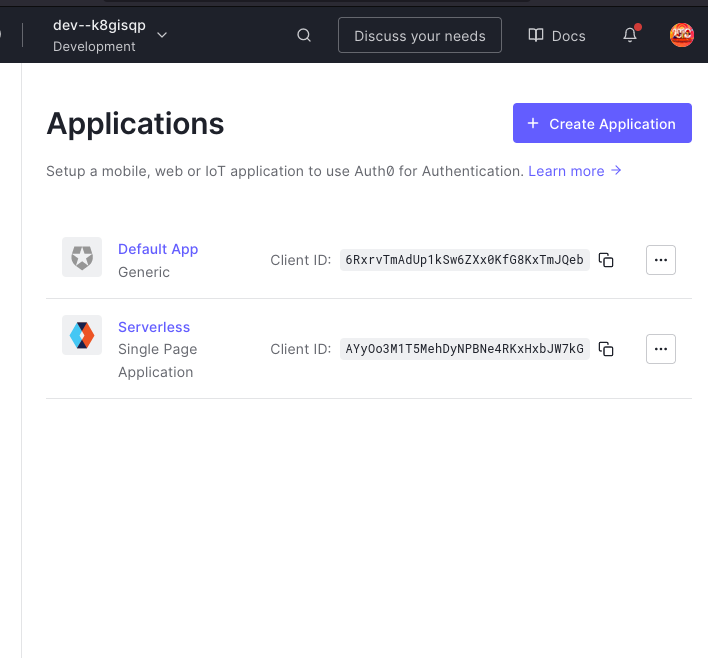 dev--k8gisqp
Development
Discuss your needs
Docs
Applications
+ Create Application
Setup a mobile, web or IoT application to use Auth0 for Authentication. Learn more →
Default App
Generic
Client ID: 6RxrvTmAdUp1kSw6ZXx0KfG8KxTmJQeb
Serverless
Single Page
Application
Client ID: AYyOo3M1T5MehDyNPBNe4RKxHxbJW7kG